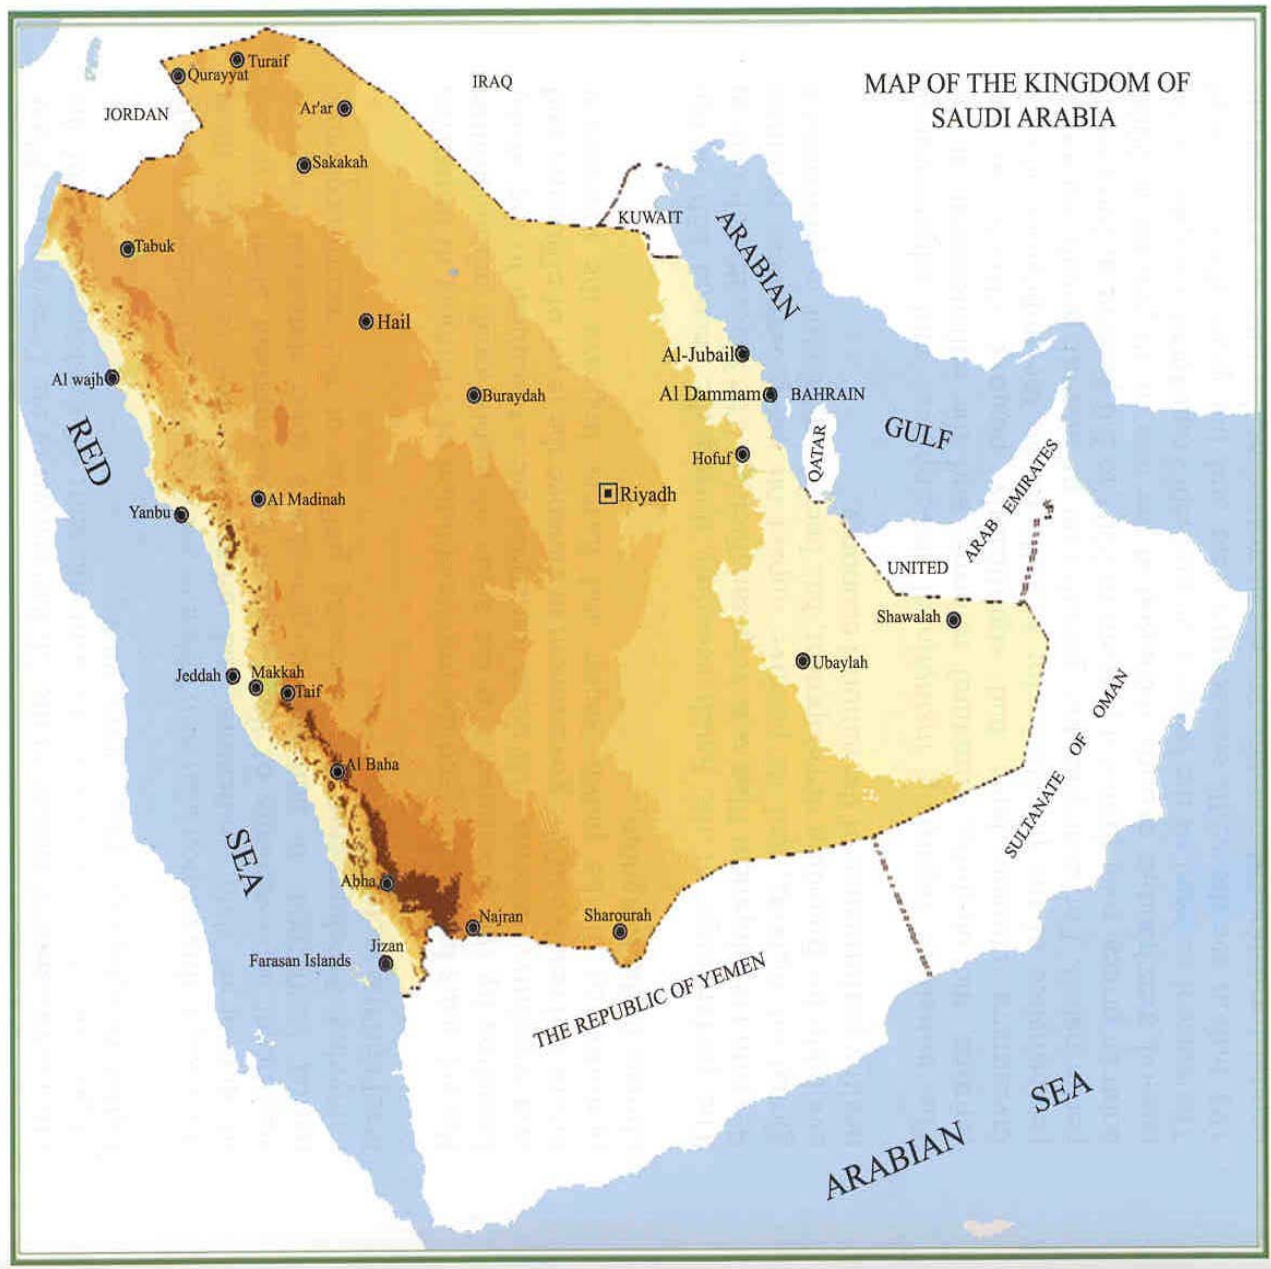 MAP OF THE KINGDOM OF
SAUDI ARABIA
IRAQ
JORDAN
Turaif
Qurayyat
Ar'ar
Sakakah
KUWAIT
ARABIAN
GULF
Tabuk
Hail
Al-Jubail
Al wajh
Buraydah
Al Dammam
BAHRAIN
QATAR
RED
SEA
Hofuf
Al Madinah
Riyadh
Yanbu
UNITED
ARAB EMIRATES
Shawalah
Ubaylah
Jeddah
Makkah
Taif
SULTANATE OF OMAN
Al Baha
Abha
Najran
Sharourah
Jizan
Farasan Islands
THE REPUBLIC OF YEMEN
ARABIAN SEA